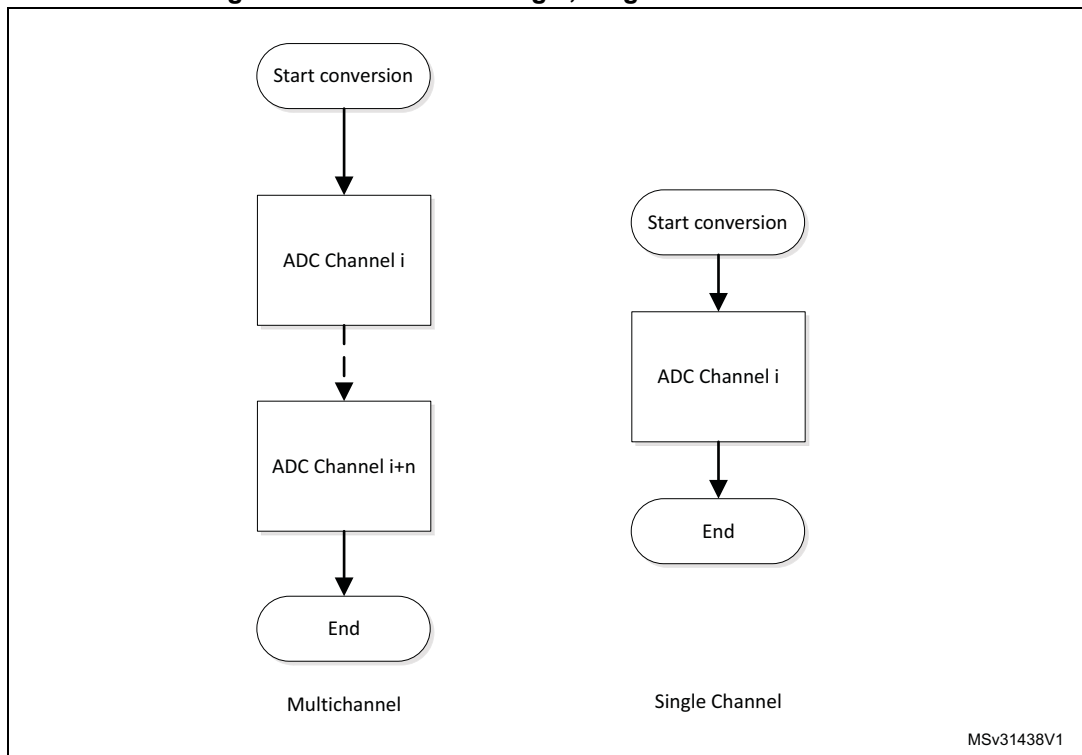 Start conversion
ADC Channel i
ADC Channel i+n
End
Multichannel
Start conversion
ADC Channel i
End
Single Channel
MSv31438V1